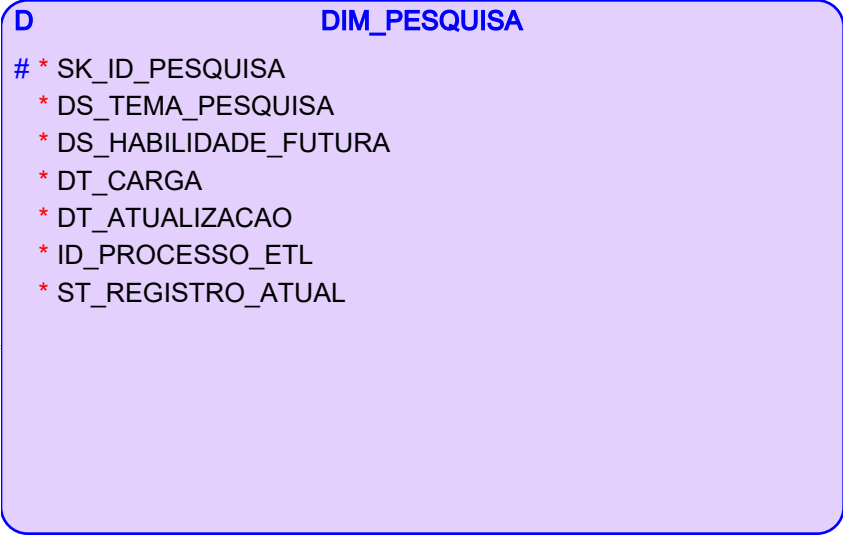 D DIM_PESQUISA
# * SK_ID_PESQUISA
* DS_TEMA_PESQUISA
* DS_HABILIDADE_FUTURA
* DT_CARGA
* DT_ATUALIZACAO
* ID_PROCESSO_ETL
* ST_REGISTRO_ATUAL